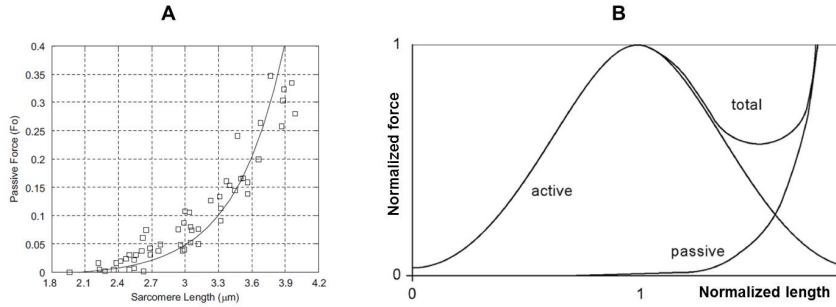 A
B
0.4
0.35
0.3
0.25
0.2
0.15
0.1
0.05
0
Passive Force (Fo)
1.8
2.1
2.4
2.7
3
3.3
3.6
3.9
4.2
Sarcomere Length (μm)
1
0
Normalized force
total
active
passive
0
1
Normalized length